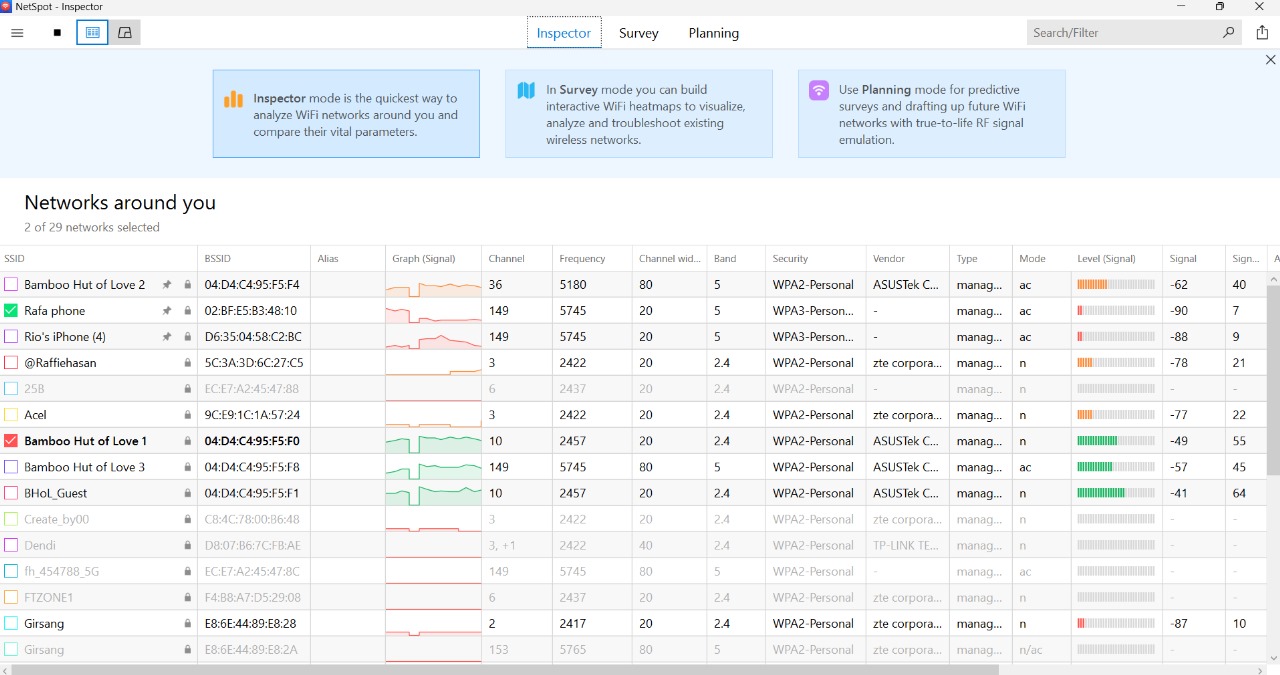 NetSpot - Inspector
Inspector Survey Planning Search/Filter
Inspector mode is the quickest way to
analyze WiFi networks around you and
compare their vital parameters.
In Survey mode you can build
interactive WiFi heatmaps to visualize,
analyze and troubleshoot existing
wireless networks.
Use Planning mode for predictive
surveys and drafting up future WiFi
networks with true-to-life RF signal
emulation.
Networks around you
2 of 29 networks selected
SSID BSSID Alias Graph (Signal) Channel Frequency Channel wid... Band Security Vendor Type Mode Level (Signal) Signal Sign... A
Bamboo Hut of Love 2 04:D4:C4:95:F5:F4 36 5180 80 5 WPA2-Personal ASUSTek C... manag... ac -62 40
Rafa phone 02:BF:E5:B3:48:10 149 5745 20 5 WPA3-Person... - manag... ac -90 7
Rio's iPhone (4) D6:35:04:58:C2:BC 149 5745 20 5 WPA3-Person... - manag... ac -88 9
@Raffiehasan 5C:3A:3D:6C:27:C5 3 2422 20 2.4 WPA2-Personal zte corpora... manag... n -78 21
25B EC:E7:A2:45:47:88 6 2437 20 2.4 WPA2-Personal - manag... n - -
Acel 9C:E9:1C:1A:57:24 3 2422 20 2.4 WPA2-Personal zte corpora... manag... n -77 22
Bamboo Hut of Love 1 04:D4:C4:95:F5:F0 10 2457 20 2.4 WPA2-Personal ASUSTek C... manag... n -49 55
Bamboo Hut of Love 3 04:D4:C4:95:F5:F8 149 5745 80 5 WPA2-Personal ASUSTek C... manag... ac -57 45
BHoL_Guest 04:D4:C4:95:F5:F1 10 2457 20 2.4 WPA2-Personal ASUSTek C... manag... n -41 64
Create_by00 C8:4C:78:00:B6:48 3 2422 20 2.4 WPA2-Personal zte corpora... manag... n - -
Dendi D8:07:B6:7C:FB:AE 3, +1 2422 40 2.4 WPA2-Personal TP-LINK TE... manag... n - -
fh_454788_5G EC:E7:A2:45:47:8C 149 5745 80 5 WPA2-Personal - manag... ac - -
FTZONE1 F4:B8:A7:D5:29:08 6 2437 20 2.4 WPA2-Personal zte corpora... manag... n - -
Girsang E8:6E:44:89:E8:28 2 2417 20 2.4 WPA2-Personal zte corpora... manag... n -87 10
Girsang E8:6E:44:89:E8:2A 153 5765 80 5 WPA2-Personal zte corpora... manag... n/ac - -